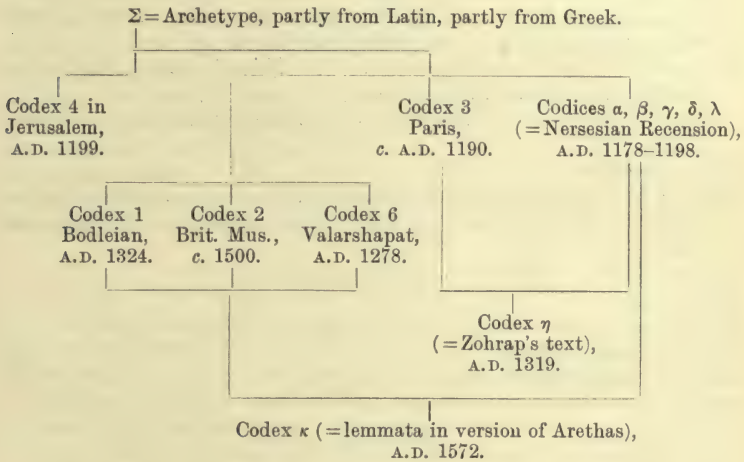 Σ=Archetype, partly from Latin, partly from Greek.
Codex 4 in
Jerusalem,
A.D. 1199.
Codex 3
Paris,
c. A.D. 1190.
Codices α, β, γ, δ, λ
(=Nersesian Recension),
A.D. 1178–1198.
Codex 1
Bodleian,
A.D. 1324.
Codex 2
Brit. Mus.,
c. 1500.
Codex 6
Valarshapat,
A.D. 1278.
Codex η
(=Zohrap's text),
A.D. 1319.
Codex κ (=lemmata in version of Arethas),
A.D. 1572.